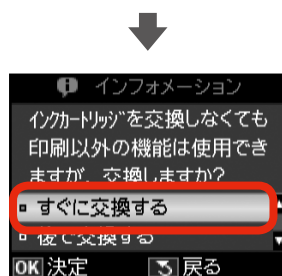 インフォメーション
インクカートリッジを交換しなくても
印刷以外の機能は使用でき
ますが、交換しますか?
すぐに交換する
後で交換する
OK 決定 戻る